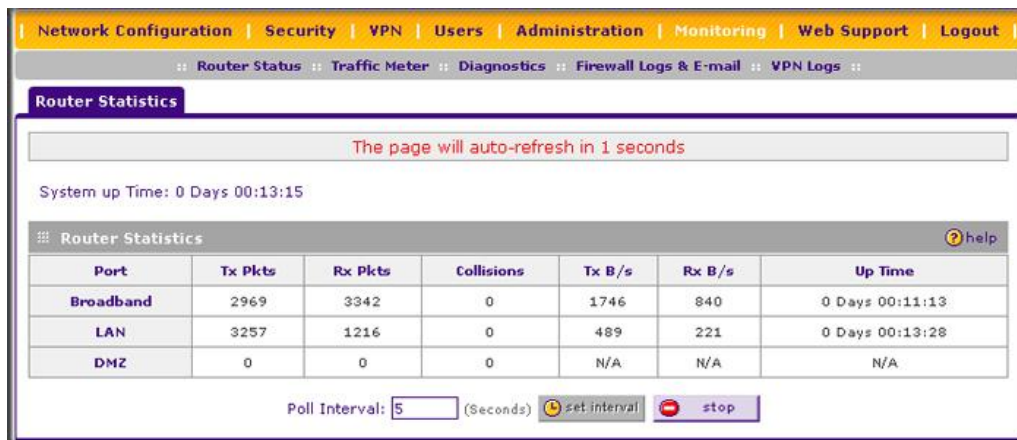 Network Configuration | Security | VPN | Users | Administration | Monitoring | Web Support | Logout
:: Router Status :: Traffic Meter :: Diagnostics :: Firewall Logs & E-mail :: VPN Logs ::
Router Statistics
The page will auto-refresh in 1 seconds
System up Time: 0 Days 00:13:15
Router Statistics ? help
Port Tx Pkts Rx Pkts Collisions Tx B/s Rx B/s Up Time
Broadband 2969 3342 0 1746 840 0 Days 00:11:13
LAN 3257 1216 0 489 221 0 Days 00:13:28
DMZ 0 0 0 N/A N/A N/A
Poll Interval: 5 (Seconds) set interval stop